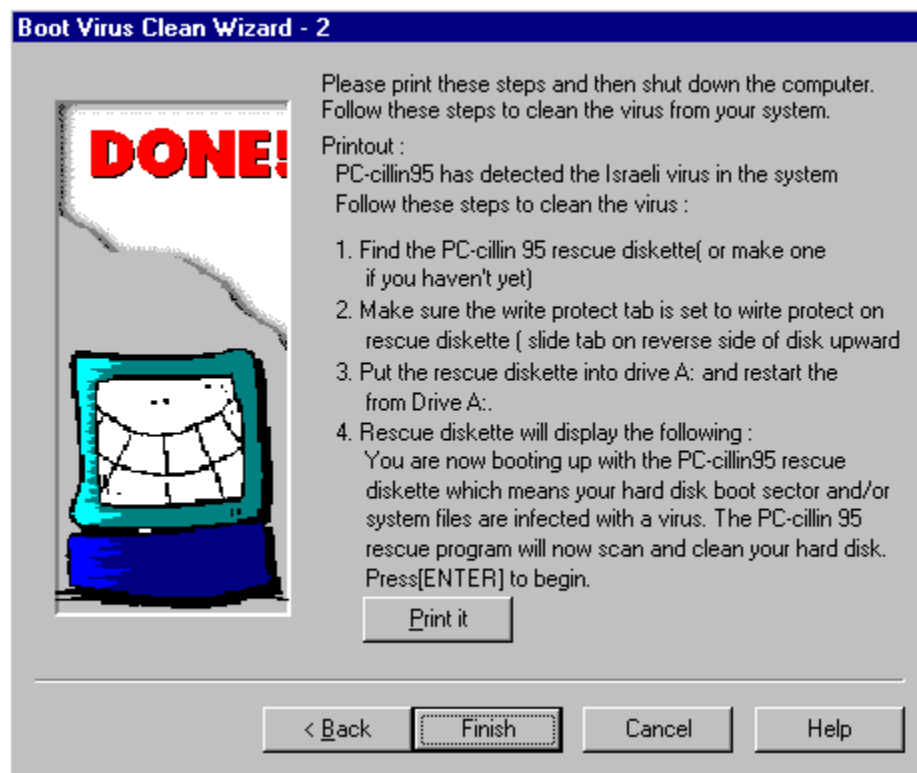 Boot Virus Clean Wizard - 2
DONE!
Please print these steps and then shut down the computer.
Follow these steps to clean the virus from your system.
Printout :
PC-cillin95 has detected the Israeli virus in the system
Follow these steps to clean the virus :
1. Find the PC-cillin 95 rescue diskette( or make one
if you haven't yet)
2. Make sure the write protect tab is set to wirte protect on
rescue diskette ( slide tab on reverse side of disk upward
3. Put the rescue diskette into drive A: and restart the
from Drive A:.
4. Rescue diskette will display the following :
You are now booting up with the PC-cillin95 rescue
diskette which means your hard disk boot sector and/or
system files are infected with a virus. The PC-cillin 95
rescue program will now scan and clean your hard disk.
Press[ENTER] to begin.
Print it
< Back
Finish
Cancel
Help